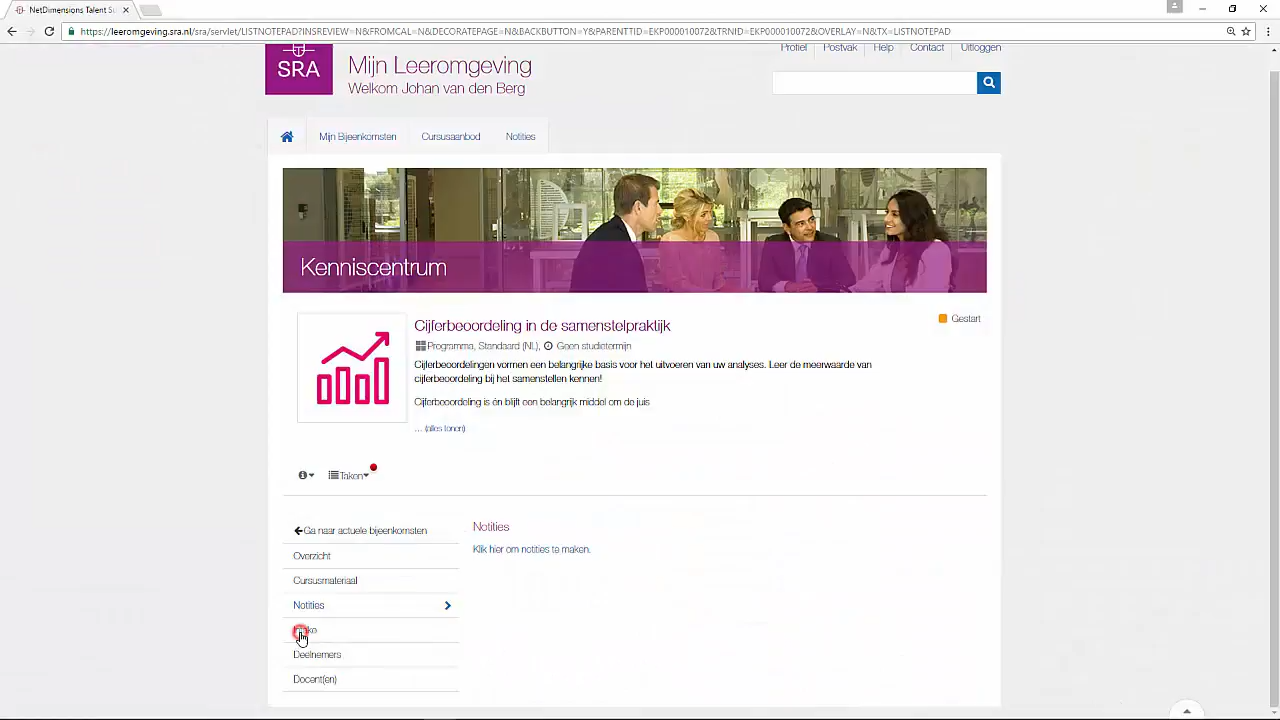 NetDimensions Talent S
https://leeromgeving.sra.nl/sra/servlet/LISTNOTEPAD?INSREVIEW=N&FROMCAL=N&DECORATEPAGE=N&BACKBUTTON=Y&PARENTTID=EKP000010072&TRNID=EKP000010072&OVERLAY=N&TX=LISTNOTEPAD
Profiel Postvak Help Contact Uitloggen
SRA
Mijn Leeromgeving
Welkom Johan van den Berg
Mijn Bijeenkomsten Cursusaanbod Notities
Kenniscentrum
Cijferbeoordeling in de samenstelpraktijk
Gestart
Programma, Standaard (NL), Geen studietermijn
Cijferbeoordelingen vormen een belangrijke basis voor het uitvoeren van uw analyses. Leer de meerwaarde van
cijferbeoordeling bij het samenstellen kennen!
Cijferbeoordeling is én blijft een belangrijk middel om de juis
... (alles tonen)
Taken
Ga naar actuele bijeenkomsten
Notities
Klik hier om notities te maken.
Overzicht
Cursusmateriaal
Notities
Deelnemers
Docent(en)